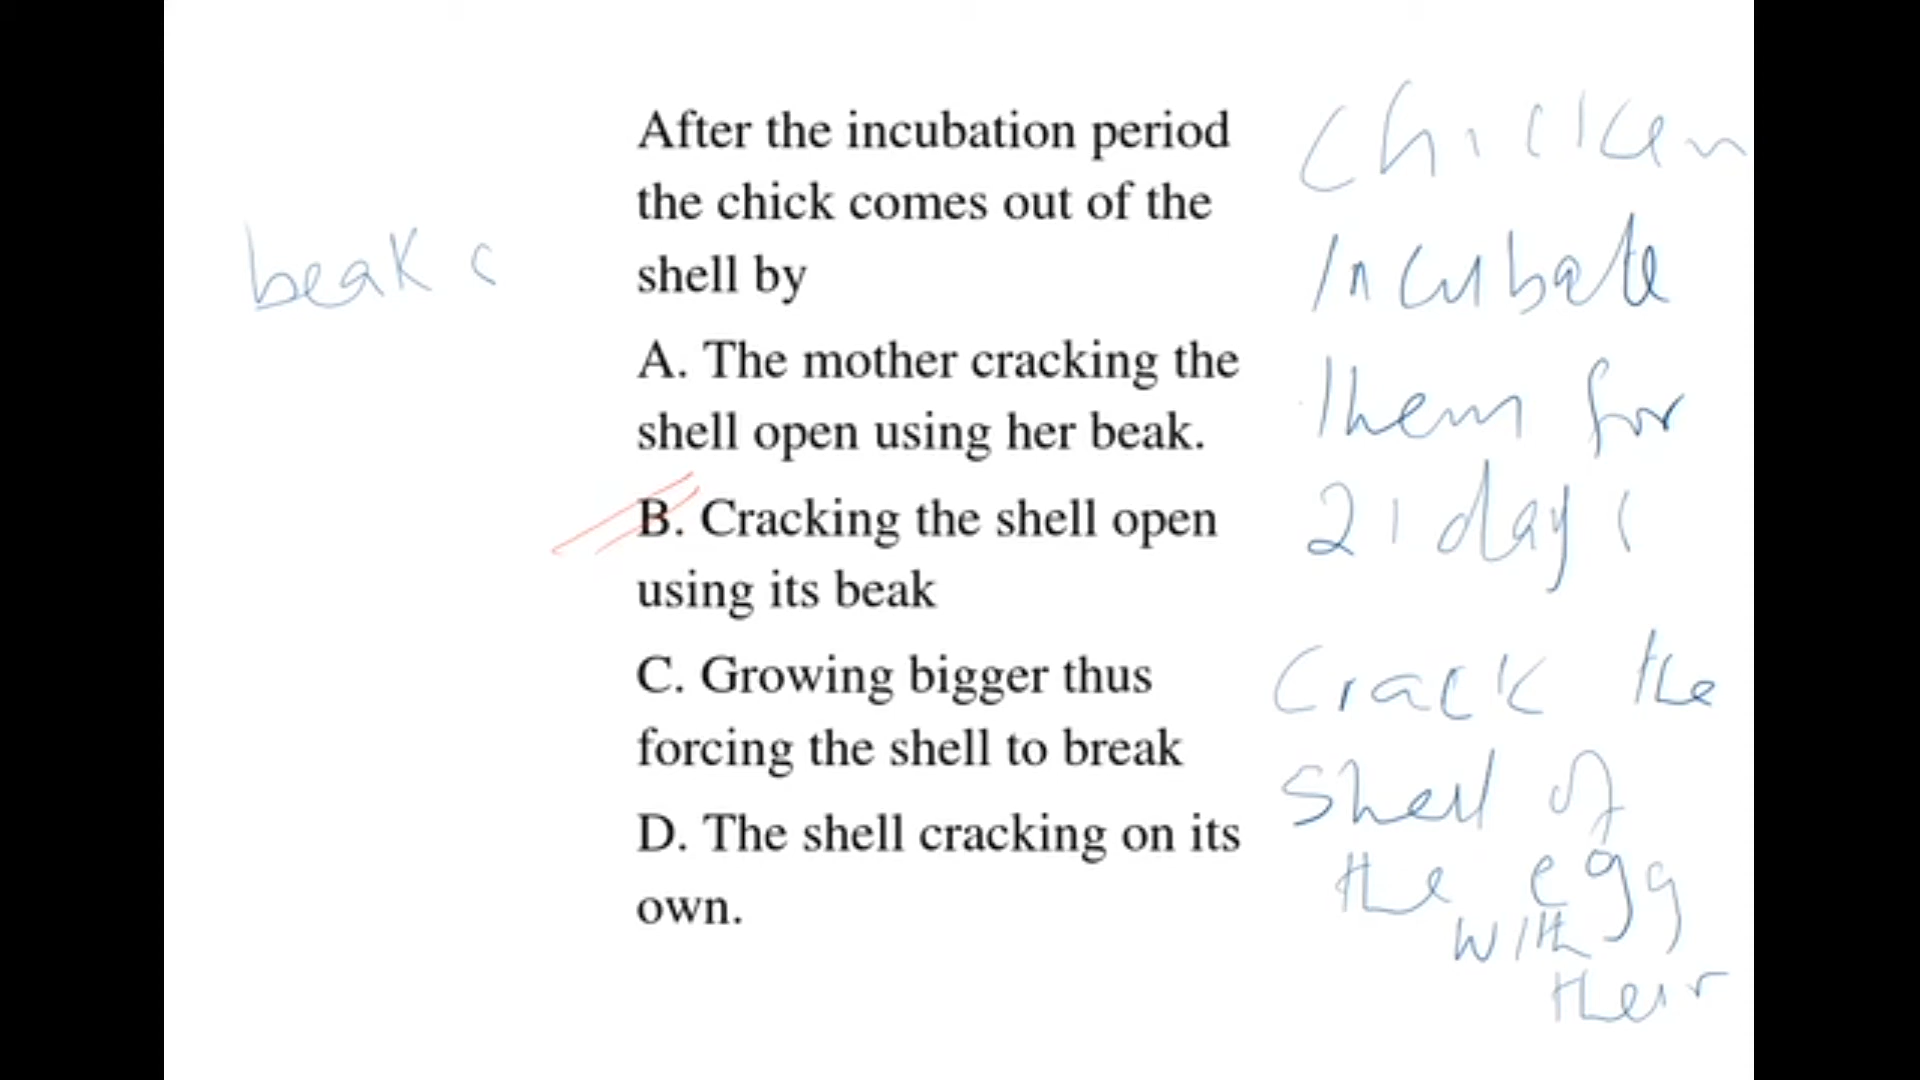 After the incubation period
the chick comes out of the
shell by
A. The mother cracking the
shell open using her beak.
B. Cracking the shell open
using its beak
C. Growing bigger thus
forcing the shell to break
D. The shell cracking on its
own.
Chicken
Incubate
them for
21 days
Crack the
shell of
the egg
with
their
beaks